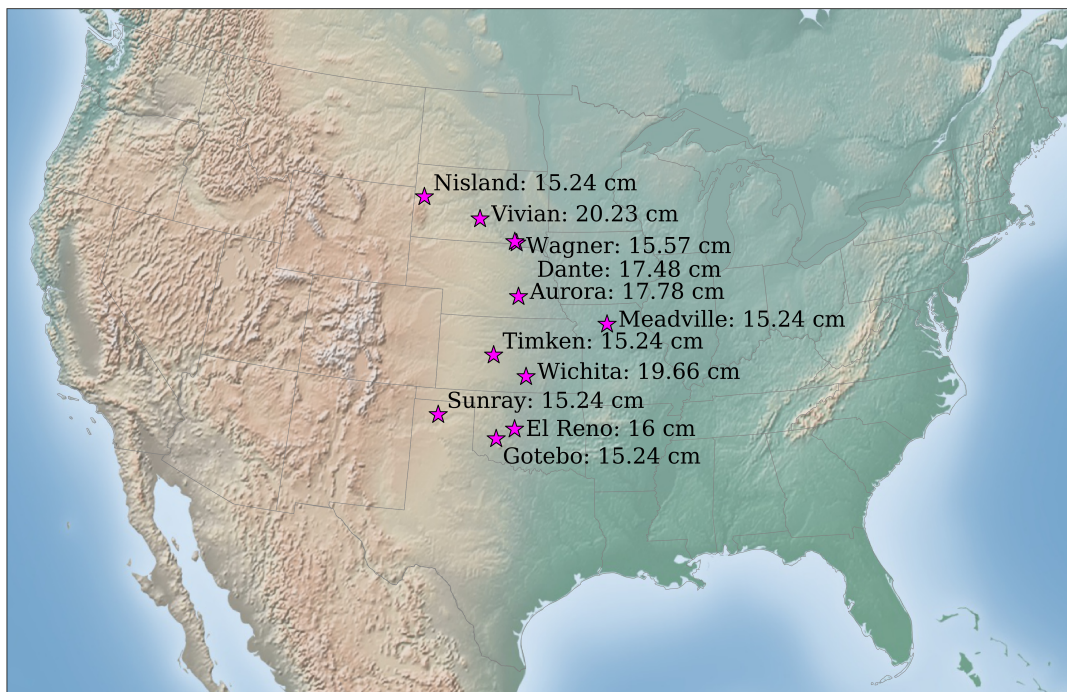 Nisland: 15.24 cm
Vivian: 20.23 cm
Wagner: 15.57 cm
Dante: 17.48 cm
Aurora: 17.78 cm
Meadville: 15.24 cm
Timken: 15.24 cm
Wichita: 19.66 cm
Sunray: 15.24 cm
El Reno: 16 cm
Gotebo: 15.24 cm